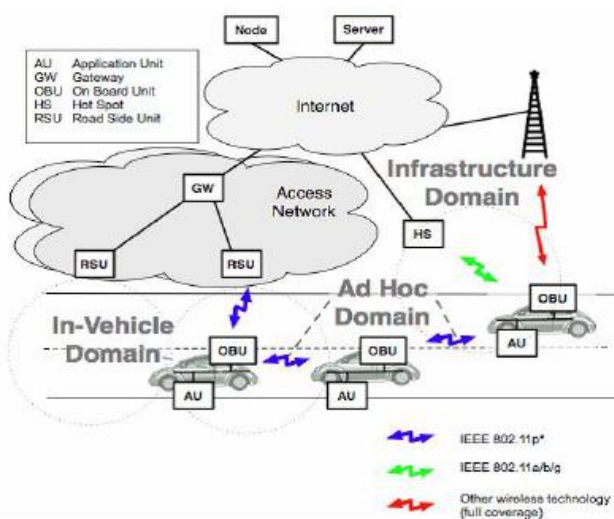 Node
Server
AU Application Unit
GW Gateway
OBU On Board Unit
HS Hot Spot
RSU Road Side Unit
Internet
Infrastructure
Domain
GW
Access
Network
HS
RSU
RSU
Ad Hoc
Domain
In-Vehicle
Domain
OBU
AU
OBU
AU
OBU
AU
IEEE 802.11p*
IEEE 802.11a/b/g
Other wireless technology
(full coverage)